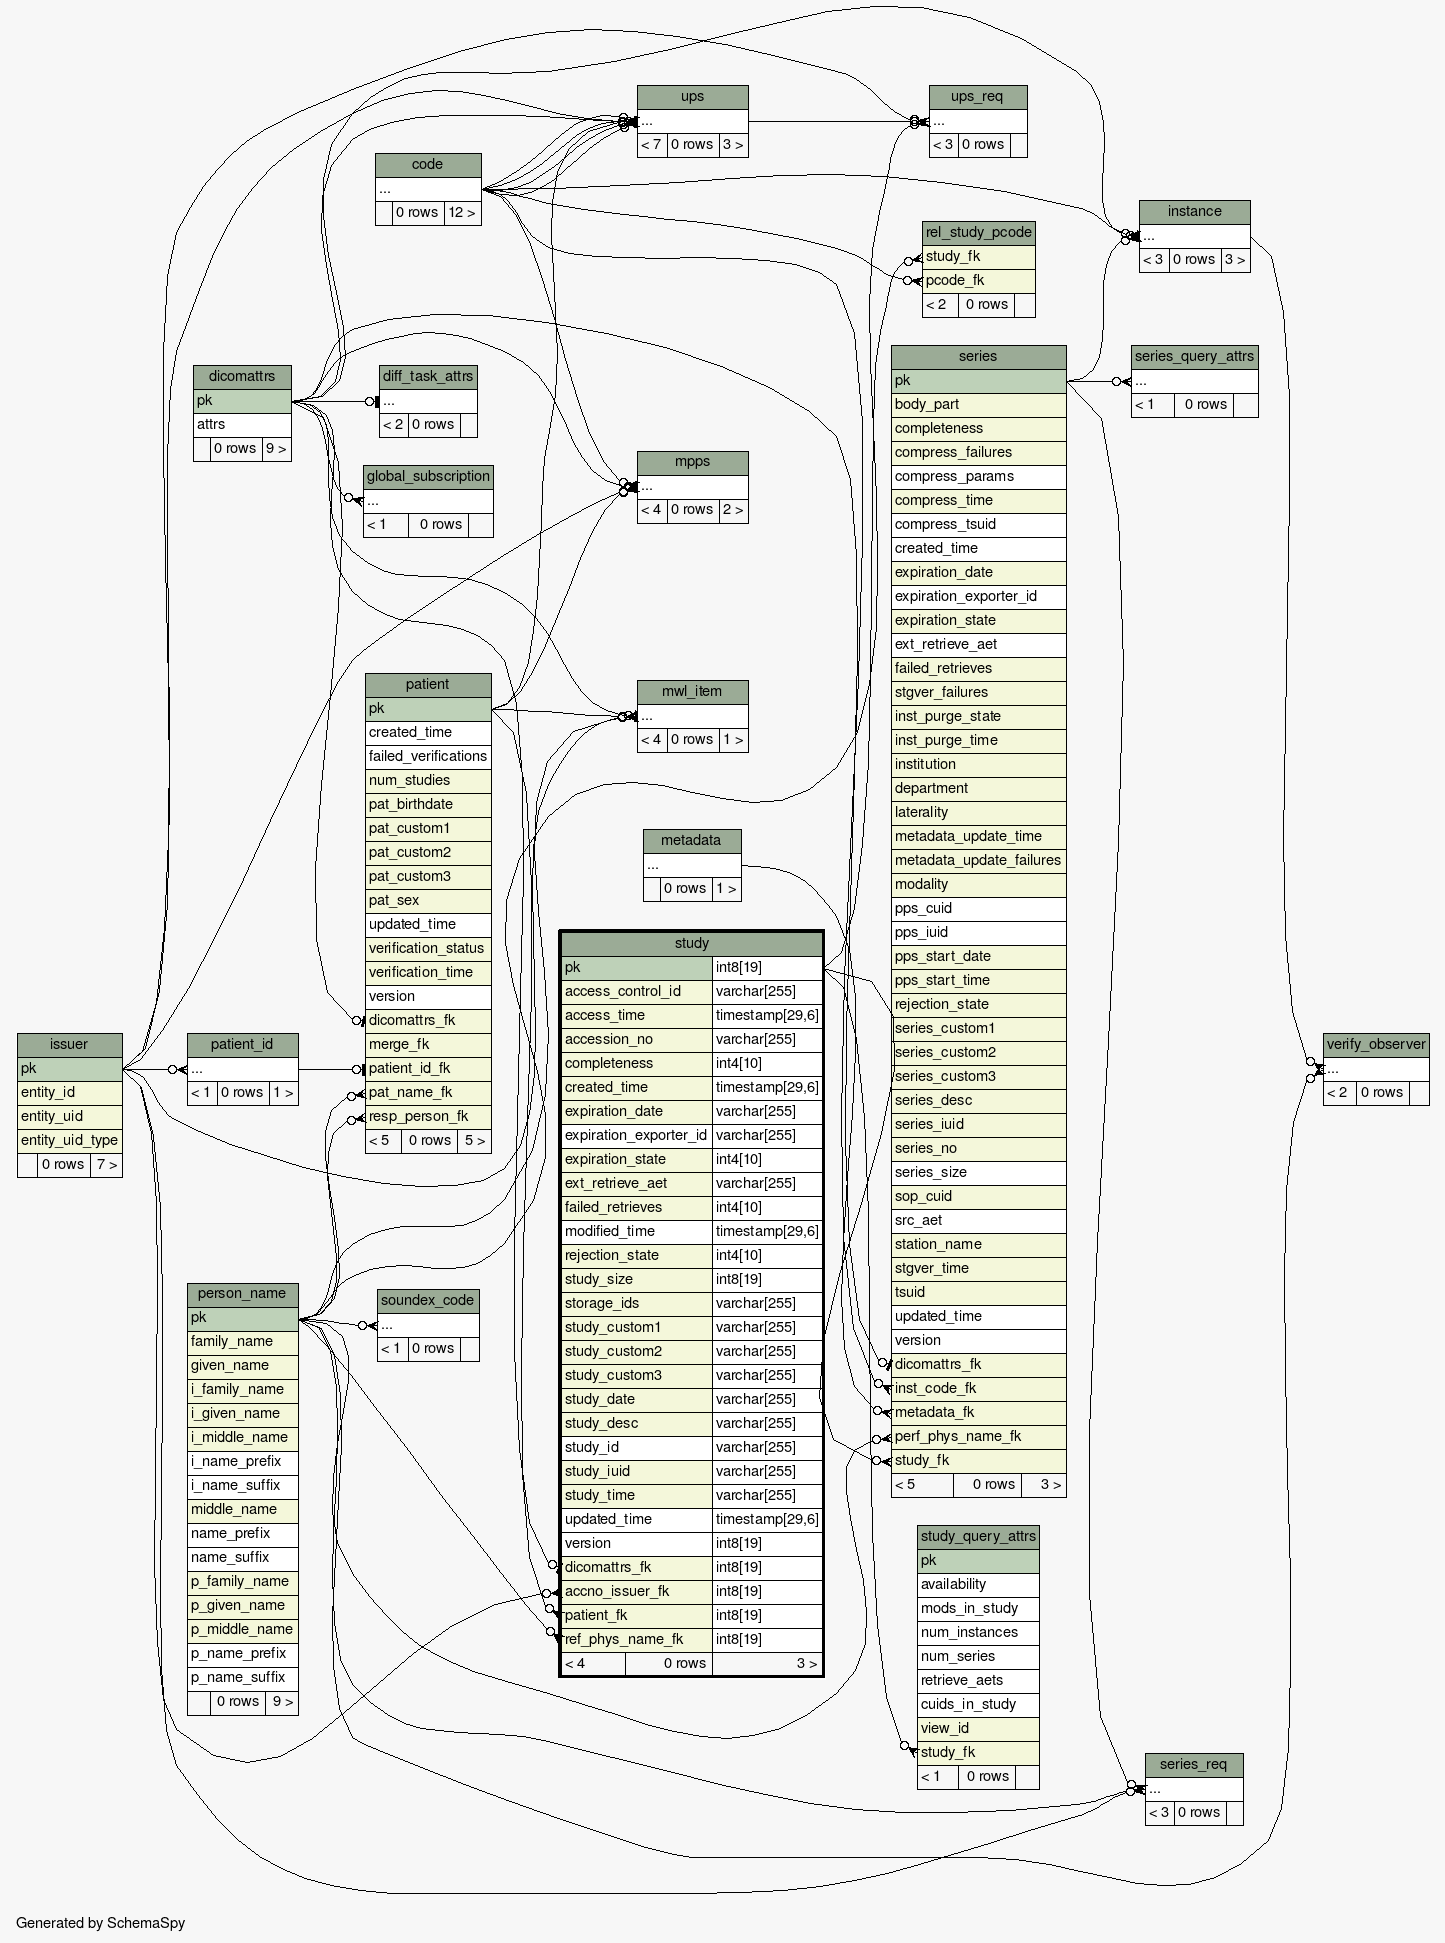 ups
...
< 7 0 rows 3 >
ups_req
...
< 3 0 rows
code
...
0 rows 12 >
instance
...
< 3 0 rows 3 >
rel_study_pcode
study_fk
pcode_fk
< 2 0 rows
dicomattrs
pk
attrs
0 rows 9 >
diff_task_attrs
...
< 2 0 rows
global_subscription
...
< 1 0 rows
mpps
...
< 4 0 rows 2 >
series
pk
body_part
completeness
compress_failures
compress_params
compress_time
compress_tsuid
created_time
expiration_date
expiration_exporter_id
expiration_state
ext_retrieve_aet
failed_retrieves
stgver_failures
inst_purge_state
inst_purge_time
institution
department
laterality
metadata_update_time
metadata_update_failures
modality
pps_cuid
pps_iuid
pps_start_date
pps_start_time
rejection_state
series_custom1
series_custom2
series_custom3
series_desc
series_iuid
series_no
series_size
sop_cuid
src_aet
station_name
stgver_time
tsuid
updated_time
version
dicomattrs_fk
inst_code_fk
metadata_fk
perf_phys_name_fk
study_fk
< 5 0 rows 3 >
series_query_attrs
...
< 1 0 rows
patient
pk
created_time
failed_verifications
num_studies
pat_birthdate
pat_custom1
pat_custom2
pat_custom3
pat_sex
updated_time
verification_status
verification_time
version
dicomattrs_fk
merge_fk
patient_id_fk
pat_name_fk
resp_person_fk
< 5 0 rows 5 >
mwl_item
...
< 4 0 rows 1 >
metadata
...
0 rows 1 >
study
pk int8[19]
access_control_id varchar[255]
access_time timestamp[29,6]
accession_no varchar[255]
completeness int4[10]
created_time timestamp[29,6]
expiration_date varchar[255]
expiration_exporter_id varchar[255]
expiration_state int4[10]
ext_retrieve_aet varchar[255]
failed_retrieves int4[10]
modified_time timestamp[29,6]
rejection_state int4[10]
study_size int8[19]
storage_ids varchar[255]
study_custom1 varchar[255]
study_custom2 varchar[255]
study_custom3 varchar[255]
study_date varchar[255]
study_desc varchar[255]
study_id varchar[255]
study_iuid varchar[255]
study_time varchar[255]
updated_time timestamp[29,6]
version int8[19]
dicomattrs_fk int8[19]
accno_issuer_fk int8[19]
patient_fk int8[19]
ref_phys_name_fk int8[19]
< 4 0 rows 3 >
issuer
pk
entity_id
entity_uid
entity_uid_type
0 rows 7 >
patient_id
...
< 1 0 rows 1 >
verify_observer
...
< 2 0 rows
person_name
pk
family_name
given_name
i_family_name
i_given_name
i_middle_name
i_name_prefix
i_name_suffix
middle_name
name_prefix
name_suffix
p_family_name
p_given_name
p_middle_name
p_name_prefix
p_name_suffix
0 rows 9 >
soundex_code
...
< 1 0 rows
study_query_attrs
pk
availability
mods_in_study
num_instances
num_series
retrieve_aets
cuids_in_study
view_id
study_fk
< 1 0 rows
series_req
...
< 3 0 rows
Generated by SchemaSpy